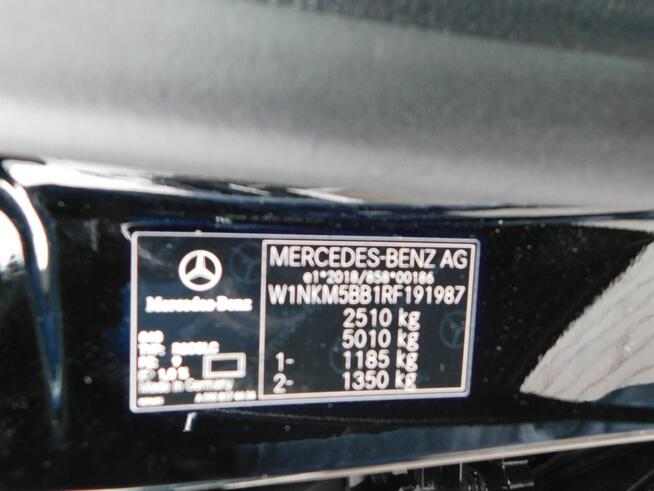 MERCEDES-BENZ AG
e1*2018/858*00186
W1NKM5BB1RF191987
2510 kg
5010 kg
1- 1185 kg
2- 1350 kg
Mercedes-Benz
Made in Germany